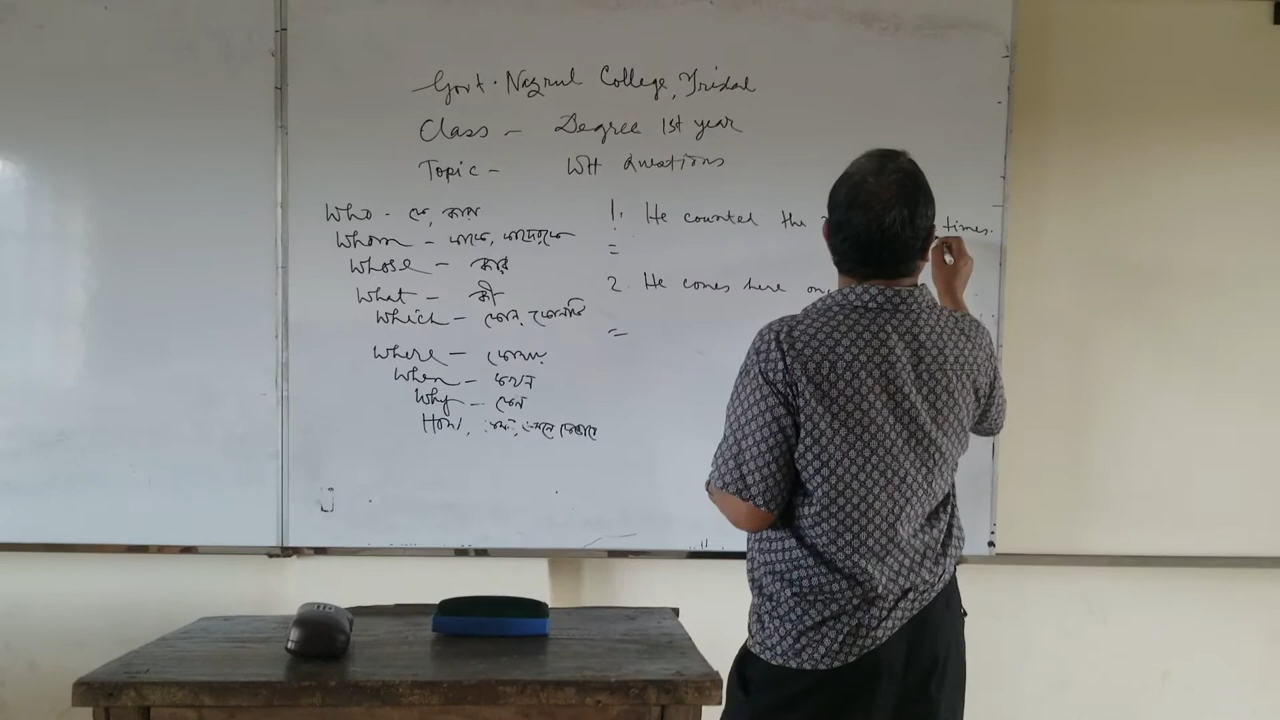 Govt. Nazrul College, Trisal
Class - Degree 1st year
Topic - WH Questions
Who - কে, কারা
Whom - কাকে, কাদেরকে
Whose - কার
What - কী
Which - কোন, কোনটি
Where - কোথায়
When - কখন
Why - কেন
How,
1. He counted the times.
=
2. He comes here
=